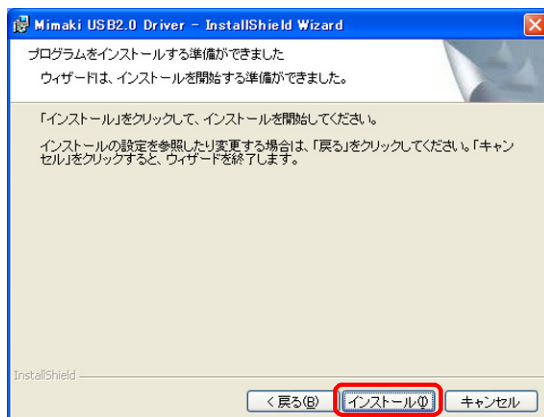 Mimaki USB2.0 Driver - InstallShield Wizard
プログラムをインストールする準備ができました
ウィザードは、インストールを開始する準備ができました。
「インストール」をクリックして、インストールを開始してください。
インストールの設定を参照したり変更する場合は、「戻る」をクリックしてください。「キャン
セル」をクリックすると、ウィザードを終了します。
InstallShield
< 戻る(B) インストール(I) キャンセル